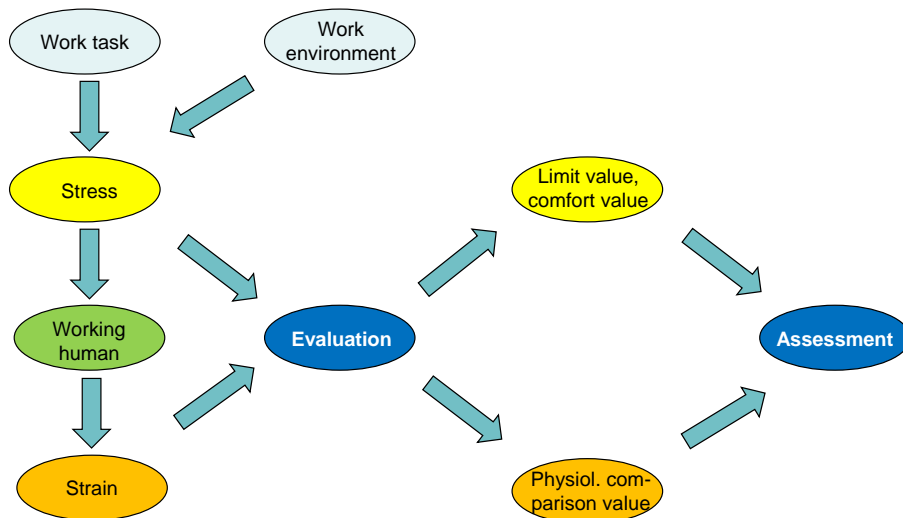 Work task
Work
environment
Stress
Limit value,
comfort value
Working
human
Evaluation
Assessment
Strain
Physiol. com-
parison value